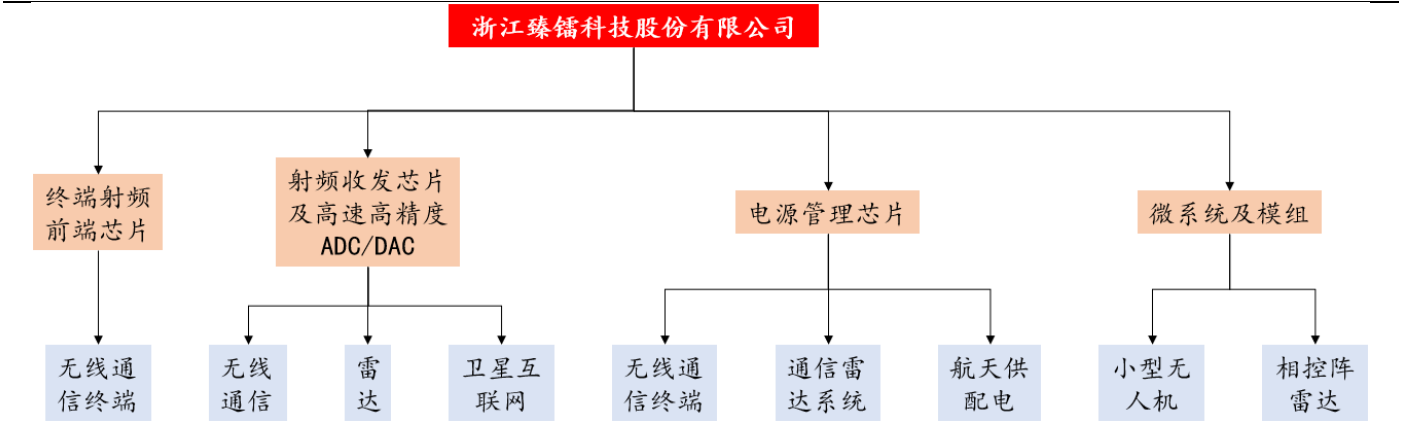 浙江臻镭科技股份有限公司
终端射频
前端芯片
射频收发芯片
及高速高精度
ADC/DAC
电源管理芯片
微系统及模组
无线通
信终端
无线
通信
雷
达
卫星互
联网
无线通
信终端
通信雷
达系统
航天供
配电
小型无
人机
相控阵
雷达